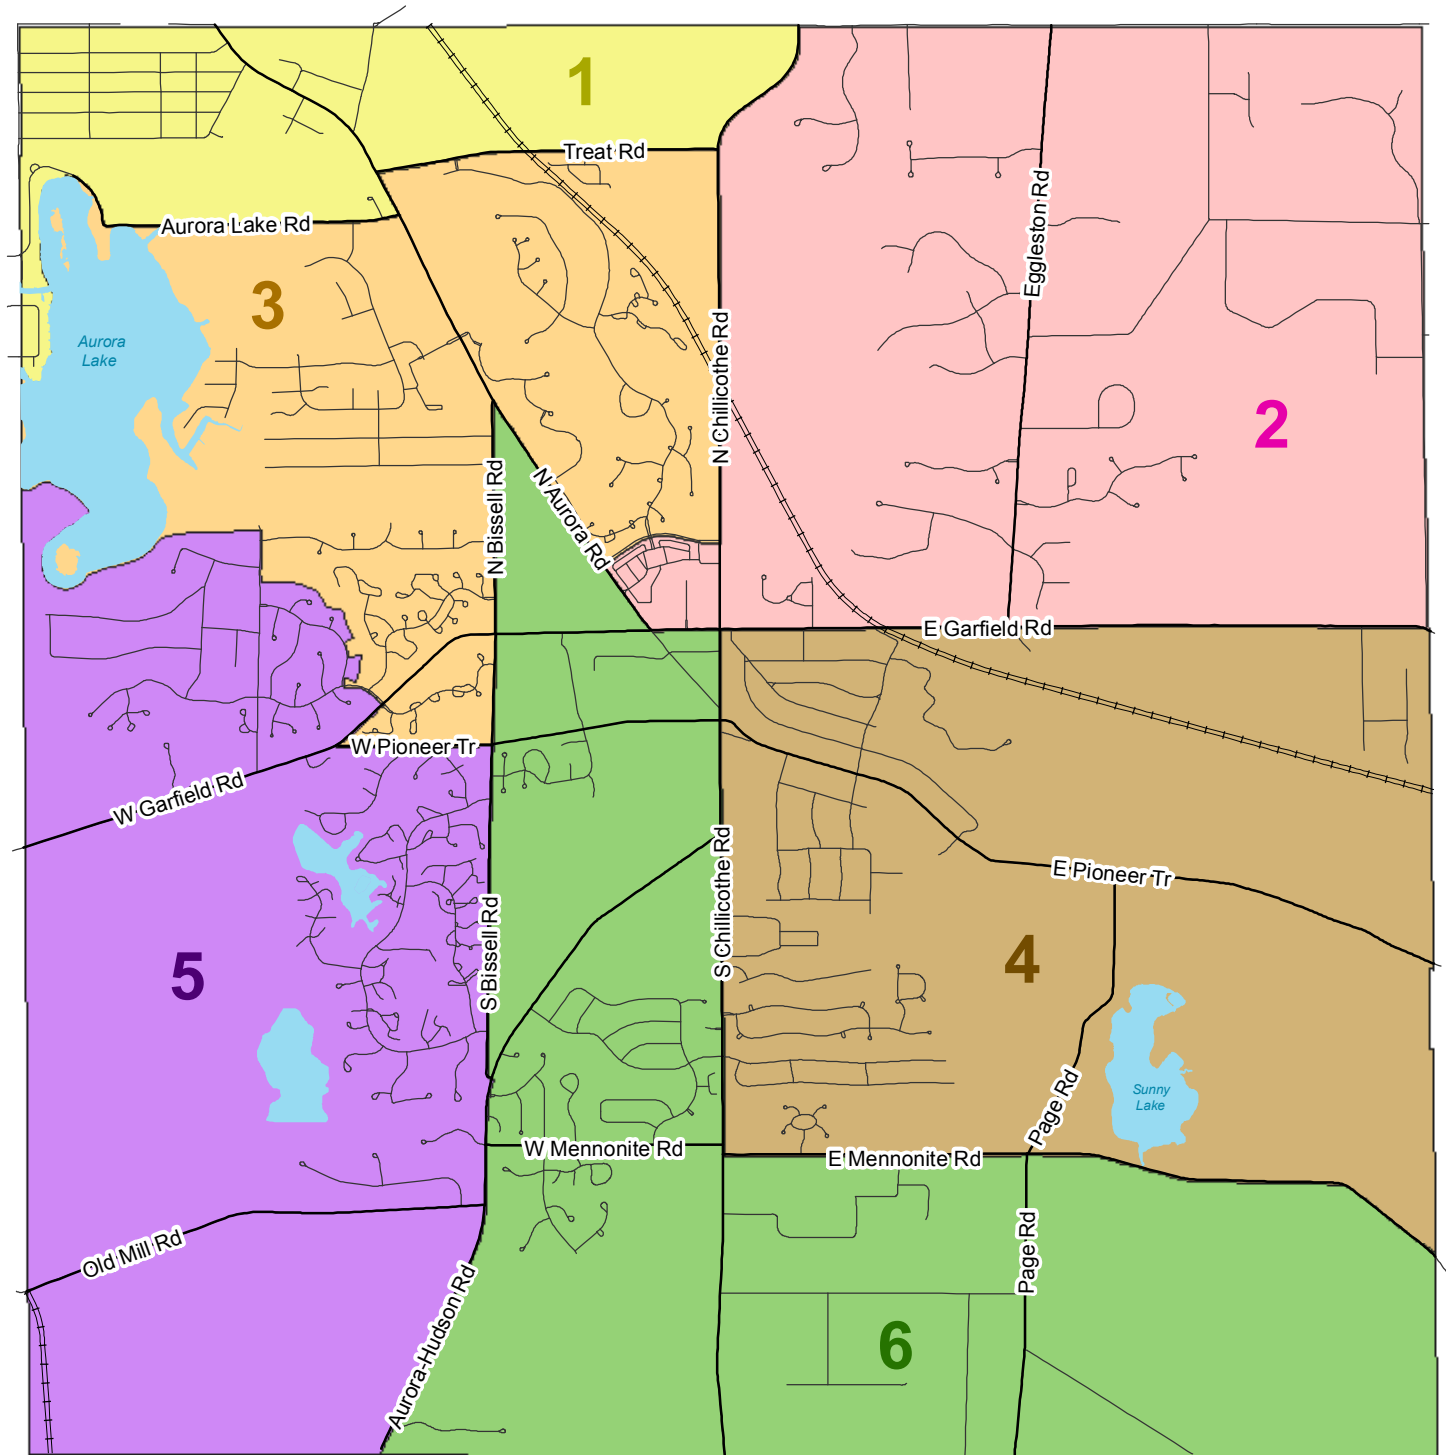 1
Treat Rd
Aurora Lake Rd
Eggleston Rd
3
Aurora
Lake
N Chillicothe Rd
2
N Bissell Rd
N Aurora Rd
E Garfield Rd
W Pioneer Tr
W Garfield Rd
E Pioneer Tr
S Chillicothe Rd
S Bissell Rd
5
4
Sunny
Lake
Page Rd
W Mennonite Rd
E Mennonite Rd
Old Mill Rd
Page Rd
Aurora-Hudson Rd
6